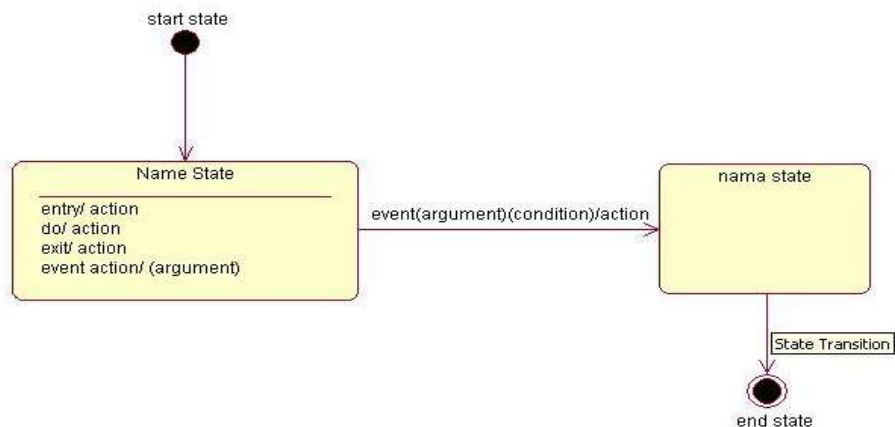 start state
Name State
entry/ action
do/ action
exit/ action
event action/ (argument)
event(argument)(condition)/action
nama state
State Transition
end state